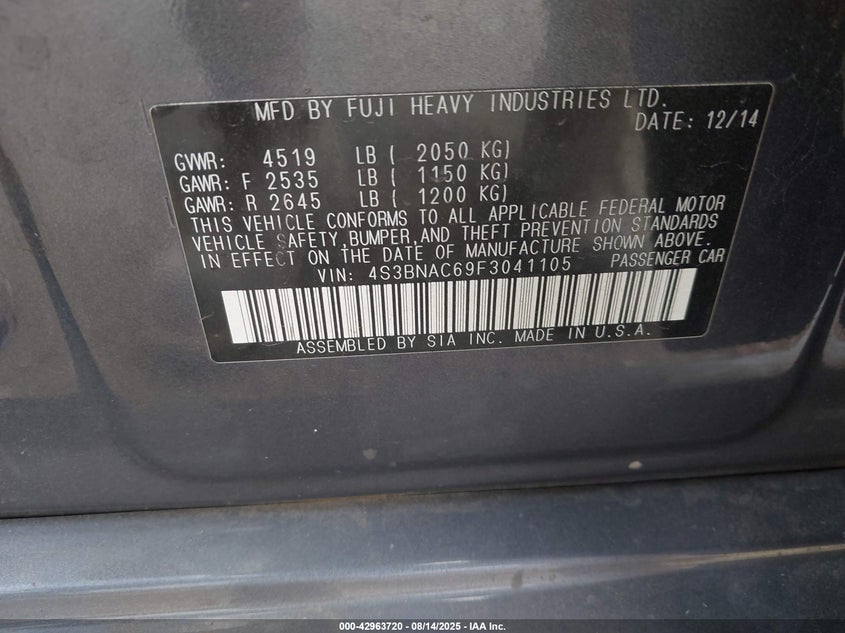 MFD BY FUJI HEAVY INDUSTRIES LTD.
DATE: 12/14
GVWR: 4519 LB ( 2050 KG)
GAWR: F 2535 LB ( 1150 KG)
GAWR: R 2645 LB ( 1200 KG)
THIS VEHICLE CONFORMS TO ALL APPLICABLE FEDERAL MOTOR
VEHICLE SAFETY,BUMPER,AND THEFT PREVENTION STANDARDS
IN EFFECT ON THE DATE OF MANUFACTURE SHOWN ABOVE.
VIN: 4S3BNAC69F3041105 PASSENGER CAR
ASSEMBLED BY SIA INC. MADE IN U.S.A.
000-42963720 - 08/14/2025 - IAA Inc.